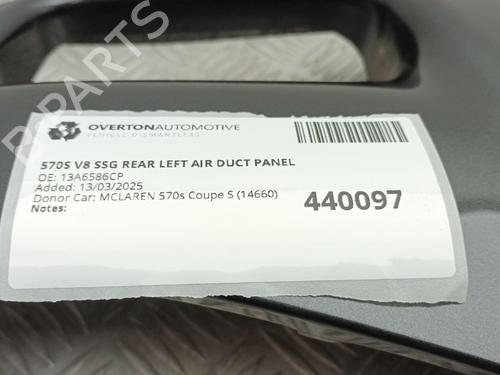 B-PARTS
OVERTONAUTOMOTIVE
VEHICLE DISMANTLERS
570S V8 SSG REAR LEFT AIR DUCT PANEL
OE: 13A6586CP
Added: 13/03/2025
Donor Car: MCLAREN 570s Coupe S (14660)
Notes:
440097